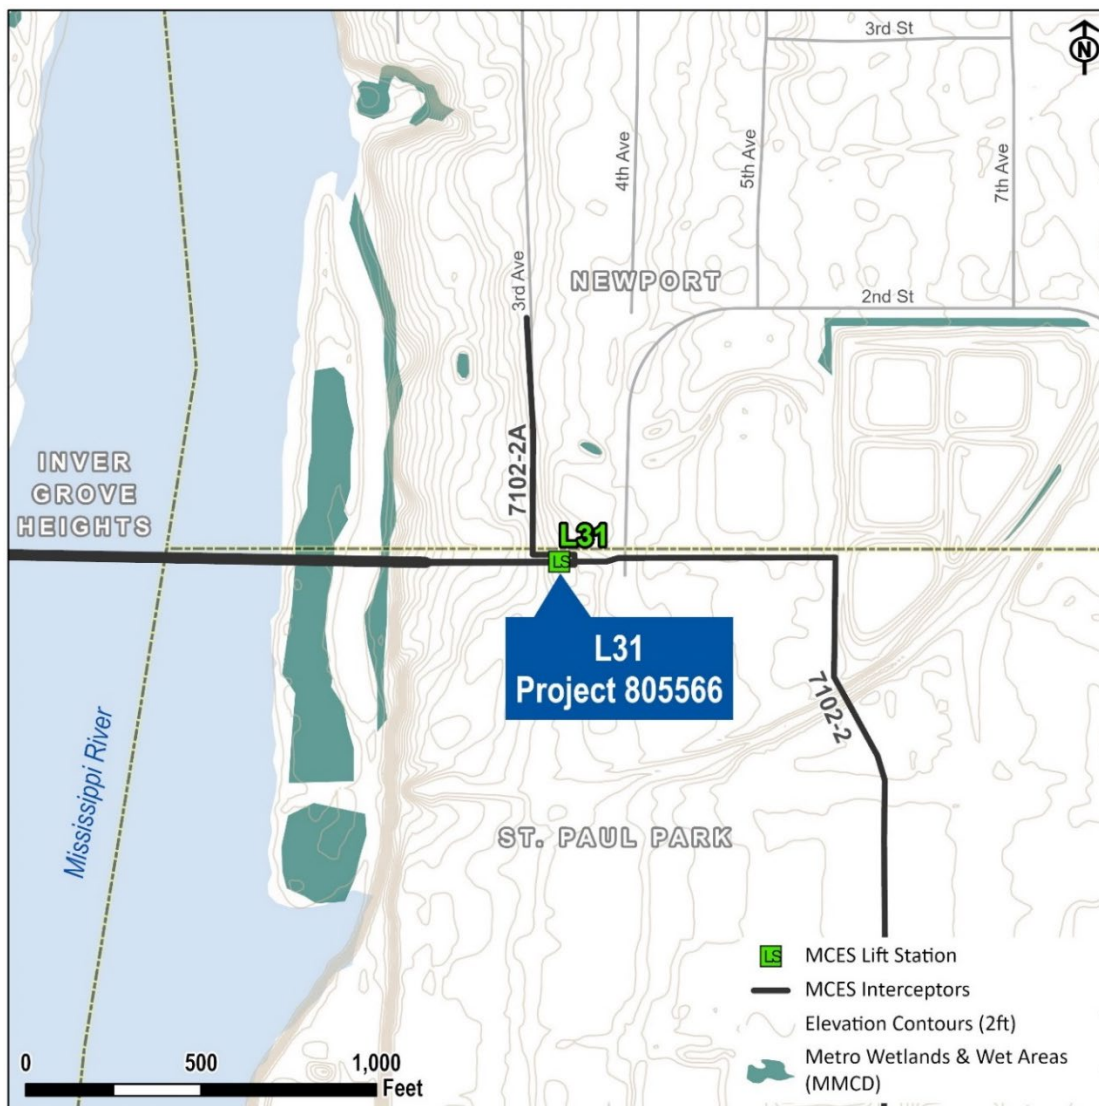 3rd St
N
4th Ave
5th Ave
7th Ave
3rd Ave
NEWPORT
2nd St
7102-2A
INVER
GROVE
HEIGHTS
L31
LS
L31
Project 805566
7102-2
Mississippi River
ST. PAUL PARK
LS MCES Lift Station
MCES Interceptors
Elevation Contours (2ft)
Metro Wetlands & Wet Areas
(MMCD)
0 500 1,000
Feet